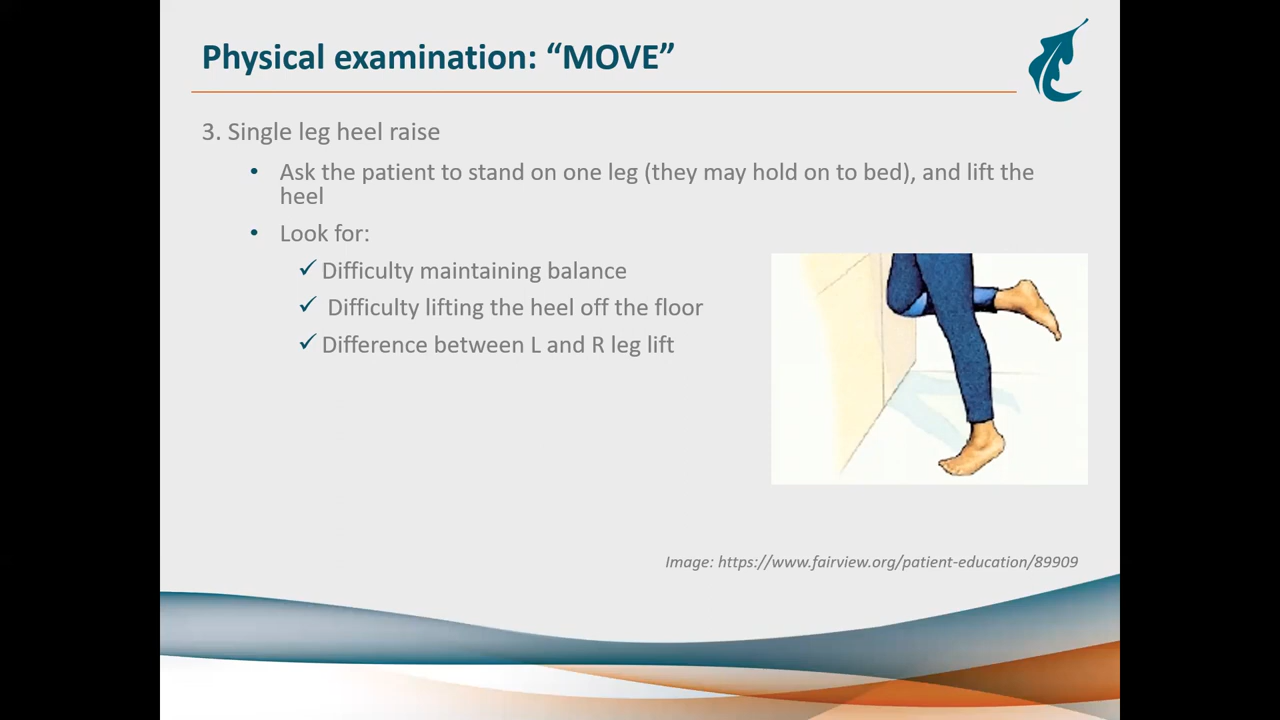 Physical examination: “MOVE”
3. Single leg heel raise
• Ask the patient to stand on one leg (they may hold on to bed), and lift the
heel
• Look for:
✓ Difficulty maintaining balance
✓ Difficulty lifting the heel off the floor
✓ Difference between L and R leg lift
Image: https://www.fairview.org/patient-education/89909